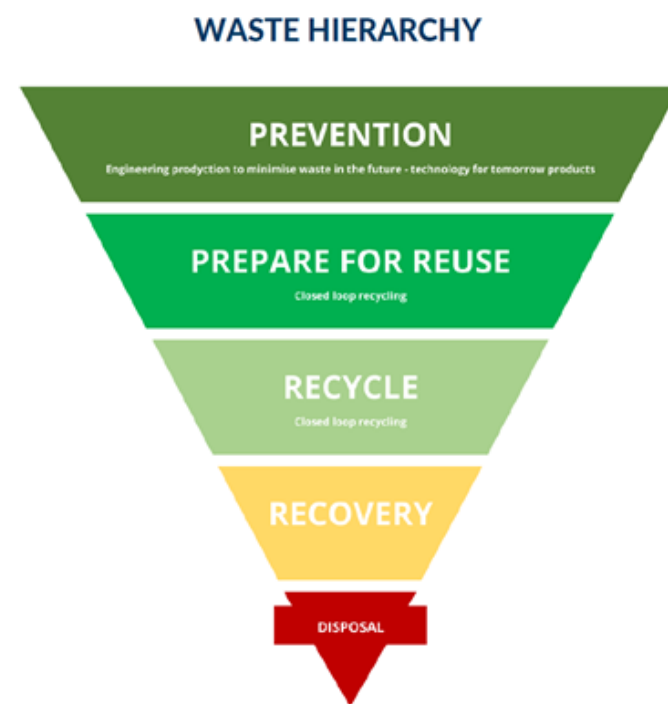 WASTE HIERARCHY
PREVENTION
Engineering prodyction to minimise waste in the future - technology for tomorrow products
PREPARE FOR REUSE
Closed loop recycling
RECYCLE
Closed loop recycling
RECOVERY
DISPOSAL